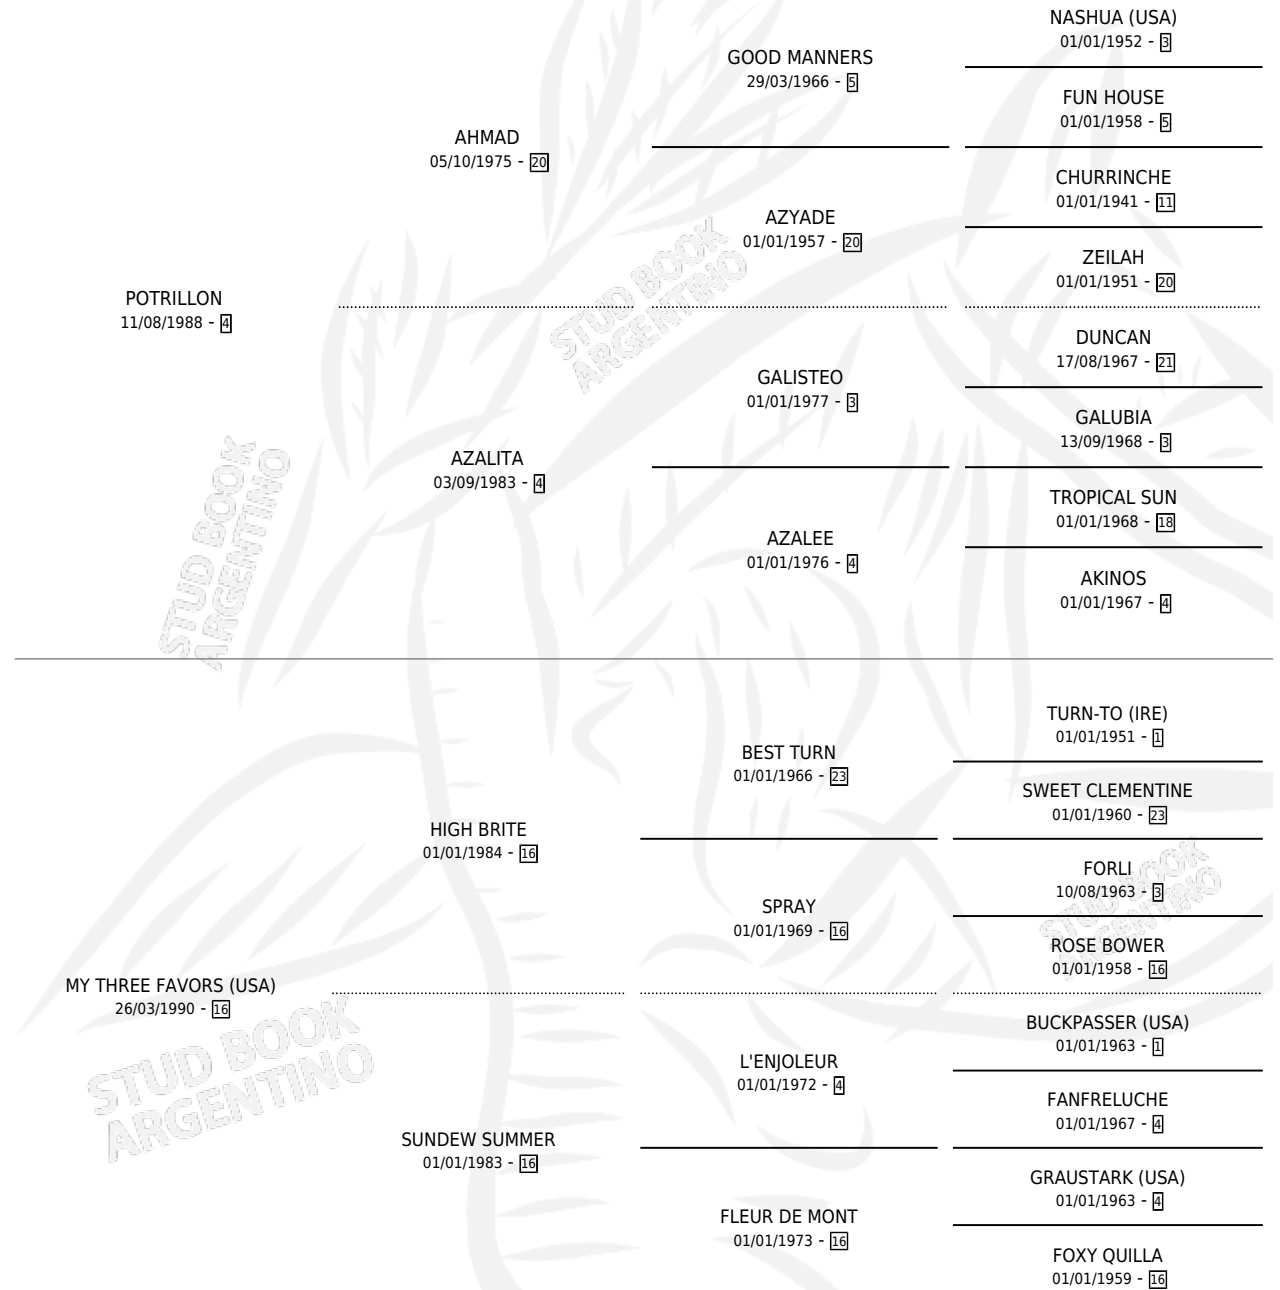 NASHUA (USA)
01/01/1952 - 3
GOOD MANNERS
29/03/1966 - 5
FUN HOUSE
01/01/1958 - 5
AHMAD
05/10/1975 - 20
CHURRINCHE
01/01/1941 - 11
AZYADE
01/01/1957 - 20
ZEILAH
01/01/1951 - 20
POTRILLON
11/08/1988 - 4
DUNCAN
17/08/1967 - 21
GALISTEO
01/01/1977 - 3
GALUBIA
13/09/1968 - 3
AZALITA
03/09/1983 - 4
TROPICAL SUN
01/01/1968 - 18
AZALEE
01/01/1976 - 4
AKINOS
01/01/1967 - 4
STUD BOOK
ARGENTINO
STUD BOOK
ARGENTINO
TURN-TO (IRE)
01/01/1951 - 1
BEST TURN
01/01/1966 - 23
SWEET CLEMENTINE
01/01/1960 - 23
HIGH BRITE
01/01/1984 - 16
FORLI
10/08/1963 - 3
SPRAY
01/01/1969 - 16
ROSE BOWER
01/01/1958 - 16
MY THREE FAVORS (USA)
26/03/1990 - 16
BUCKPASSER (USA)
01/01/1963 - 1
L'ENJOLEUR
01/01/1972 - 4
FANFRELUCHE
01/01/1967 - 4
SUNDEW SUMMER
01/01/1983 - 16
GRAUSTARK (USA)
01/01/1963 - 4
FLEUR DE MONT
01/01/1973 - 16
FOXY QUILLA
01/01/1959 - 16
STUD BOOK
ARGENTINO
STUD BOOK
ARGENTINO